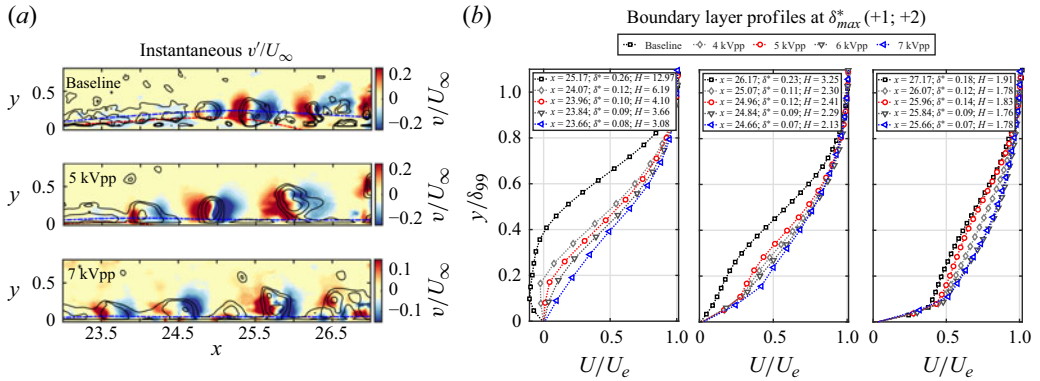 (a)
Instantaneous v′/U∞
Baseline
y
0.5
0
0.2
0
−0.2
v/U∞
5 kVpp
y
0.5
0
0.2
0
−0.2
v/U∞
7 kVpp
y
0.5
0
0.1
0
−0.1
v/U∞
23.5 24.5 25.5 26.5
x
(b)
Boundary layer profiles at δ*max (+1; +2)
Baseline 4 kVpp 5 kVpp 6 kVpp 7 kVpp
x = 25.17; δ* = 0.26; H = 12.97
x = 24.07; δ* = 0.12; H = 6.19
x = 23.96; δ* = 0.10; H = 4.10
x = 23.84; δ* = 0.09; H = 3.66
x = 23.66; δ* = 0.08; H = 3.08
x = 26.17; δ* = 0.23; H = 3.25
x = 25.07; δ* = 0.11; H = 2.30
x = 24.96; δ* = 0.12; H = 2.41
x = 24.84; δ* = 0.09; H = 2.29
x = 24.66; δ* = 0.07; H = 2.13
x = 27.17; δ* = 0.18; H = 1.91
x = 26.07; δ* = 0.12; H = 1.78
x = 25.96; δ* = 0.14; H = 1.83
x = 25.84; δ* = 0.09; H = 1.76
x = 25.66; δ* = 0.07; H = 1.78
y/δ99
1.0
0.8
0.6
0.4
0.2
0
0 0.5 1.0
U/Ue
0 0.5 1.0
U/Ue
0 0.5 1.0
U/Ue